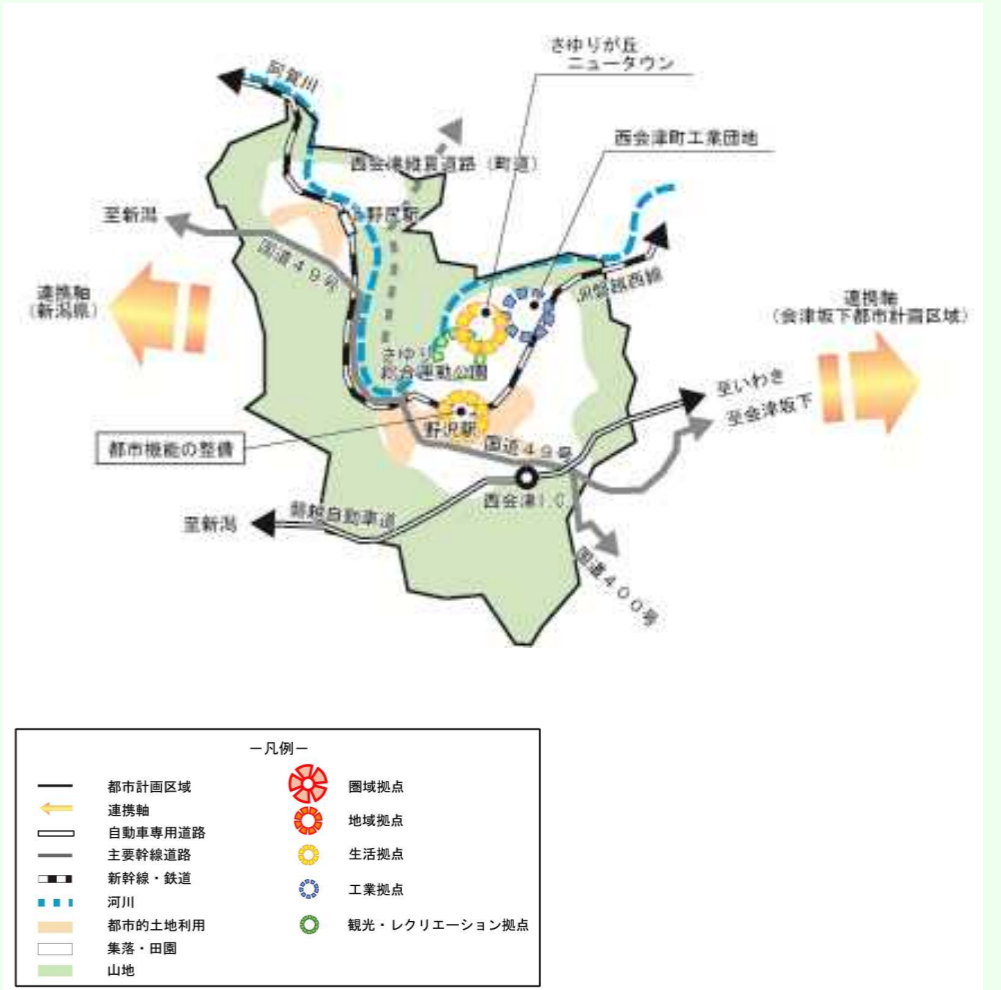 さゆりが丘
ニュータウン
阿賀川
西会津町工業団地
西会津縦貫道路（町道）
至新潟
上野尻駅
国道４９号
JR磐越西線
連携軸
（新潟県）
連携軸
（会津坂下都市計画区域）
さゆり
総合運動公園
至いわき
至会津坂下
野沢駅
国道４９号
都市機能の整備
西会津I.C
至新潟
磐越自動車道
国道４００号
－凡例－
都市計画区域
連携軸
自動車専用道路
主要幹線道路
新幹線・鉄道
河川
都市的土地利用
集落・田園
山地
圏域拠点
地域拠点
生活拠点
工業拠点
観光・レクリエーション拠点